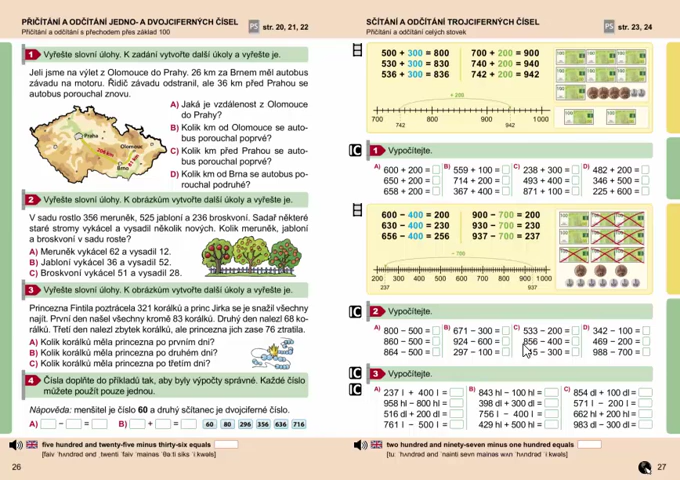 PŘIČÍTÁNÍ A ODČÍTÁNÍ JEDNO- A DVOJCIFERNÝCH ČÍSEL
Přičítání a odčítání s přechodem přes základ 100
PS str. 20, 21, 22
1 Vyřešte slovní úlohy. K zadání vytvořte další úkoly a vyřešte je.
Jeli jsme na výlet z Olomouce do Prahy. 26 km za Brnem měl autobus
závadu na motoru. Řidič závadu odstranil, ale 36 km před Prahou se
autobus porouchal znovu.
A) Jaká je vzdálenost z Olomouce
do Prahy?
B) Kolik km od Olomouce se auto-
bus porouchal poprvé?
C) Kolik km před Prahou se auto-
bus porouchal poprvé?
D) Kolik km od Brna se autobus po-
rouchal podruhé?
Praha
Olomouc
Brno
2 Vyřešte slovní úlohy. K obrázkům vytvořte další úkoly a vyřešte je.
V sadu rostlo 356 meruněk, 525 jabloní a 236 broskvoní. Sadař některé
staré stromy vykácel a vysadil několik nových. Kolik meruněk, jabloní
a broskvoní v sadu roste?
A) Meruněk vykácel 62 a vysadil 12.
B) Jabloní vykácel 36 a vysadil 52.
C) Broskvoní vykácel 51 a vysadil 28.
3 Vyřešte slovní úlohy. K obrázkům vytvořte další úkoly a vyřešte je.
Princezna Fintila poztrácela 321 korálků a princ Jirka se je snažil všechny
najít. První den našel všechny kromě 83 korálků. Druhý den nalezl 68 ko-
rálků. Třetí den nalezl zbytek korálků, ale princezna jich zase 76 ztratila.
A) Kolik korálků měla princezna po prvním dni?
B) Kolik korálků měla princezna po druhém dni?
C) Kolik korálků měla princezna po třetím dni?
4 Čísla doplňte do příkladů tak, aby byly výpočty správné. Každé číslo
můžete použít pouze jednou.
Nápověda: menšitel je číslo 60 a druhý sčítanec je dvojciferné číslo.
A) − = B) + = 60 80 296 356 636 716
five hundred and twenty-five minus thirty-six equals
26
SČÍTÁNÍ A ODČÍTÁNÍ TROJCIFERNÝCH ČÍSEL
Přičítání a odčítání celých stovek
PS str. 23, 24
500 + 300 = 800 700 + 200 = 900
530 + 300 = 830 740 + 200 = 940
536 + 300 = 836 742 + 200 = 942
+ 200
700 800 900 1000
742 942
1 Vypočítejte.
A) 600 + 200 = B) 559 + 100 = C) 238 + 300 = D) 482 + 200 =
650 + 200 = 714 + 200 = 493 + 400 = 346 + 500 =
658 + 200 = 367 + 400 = 871 + 100 = 225 + 600 =
600 − 400 = 200 900 − 700 = 200
630 − 400 = 230 930 − 700 = 230
656 − 400 = 256 937 − 700 = 237
− 700
200 300 400 500 600 700 800 900 1000
237 937
2 Vypočítejte.
A) 800 − 500 = B) 671 − 300 = C) 533 − 200 = D) 342 − 100 =
860 − 500 = 924 − 600 = 856 − 400 = 469 − 200 =
864 − 500 = 297 − 100 = 5 − 300 = 988 − 700 =
3 Vypočítejte.
A) 237 l + 400 l = B) 843 hl − 100 hl = C) 854 dl + 100 dl =
958 hl − 800 hl = 398 dl + 300 dl = 571 l − 200 l =
516 dl + 200 dl = 756 l − 400 l = 662 hl + 200 hl =
761 l − 500 l = 429 hl + 500 hl = 983 dl − 300 dl =
two hundred and ninety-seven minus one hundred equals
27